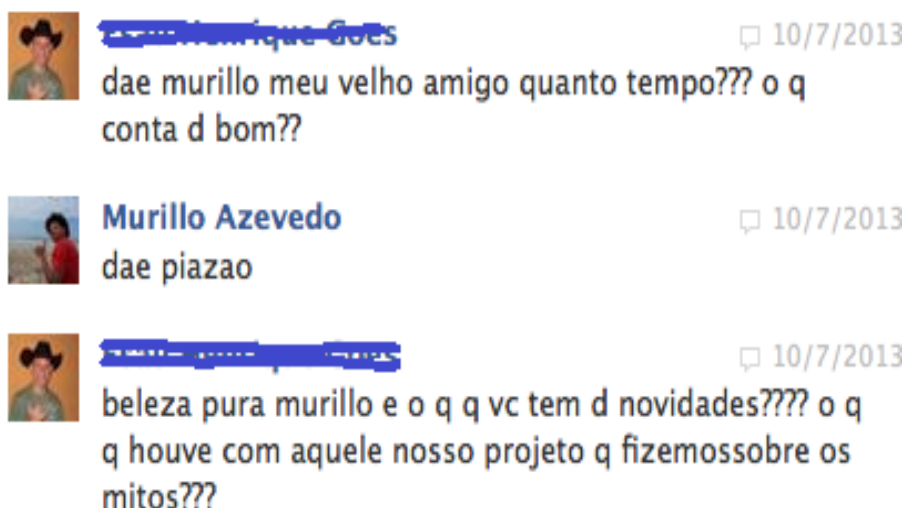 10/7/2013
dae murillo meu velho amigo quanto tempo??? o q
conta d bom??
Murillo Azevedo 10/7/2013
dae piazao
10/7/2013
beleza pura murillo e o q q vc tem d novidades???? o q
q houve com aquele nosso projeto q fizemossobre os
mitos???